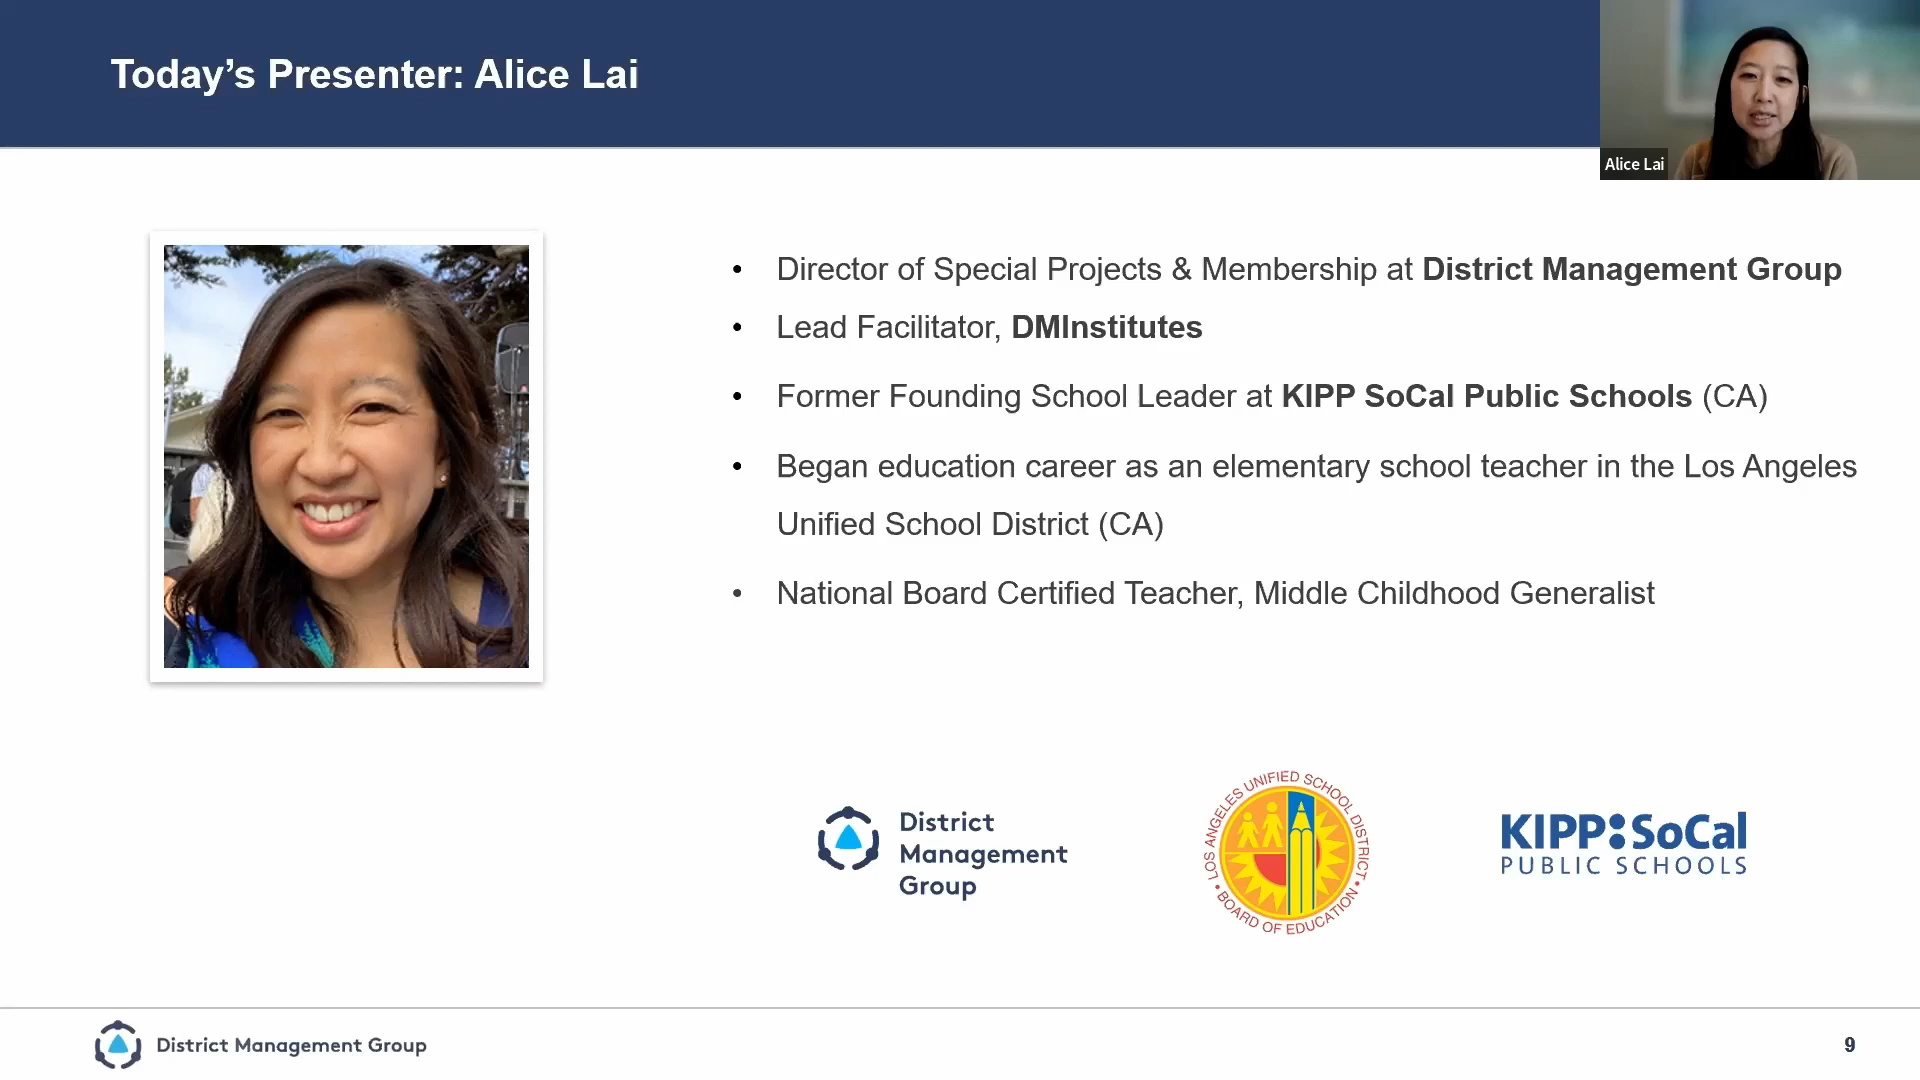 Today’s Presenter: Alice Lai
Alice Lai
• Director of Special Projects & Membership at District Management Group
• Lead Facilitator, DMInstitutes
• Former Founding School Leader at KIPP SoCal Public Schools (CA)
• Began education career as an elementary school teacher in the Los Angeles
Unified School District (CA)
• National Board Certified Teacher, Middle Childhood Generalist
District
Management
Group
• LOS ANGELES UNIFIED SCHOOL DISTRICT •
BOARD OF EDUCATION
KIPP:SoCal
PUBLIC SCHOOLS
District Management Group
9